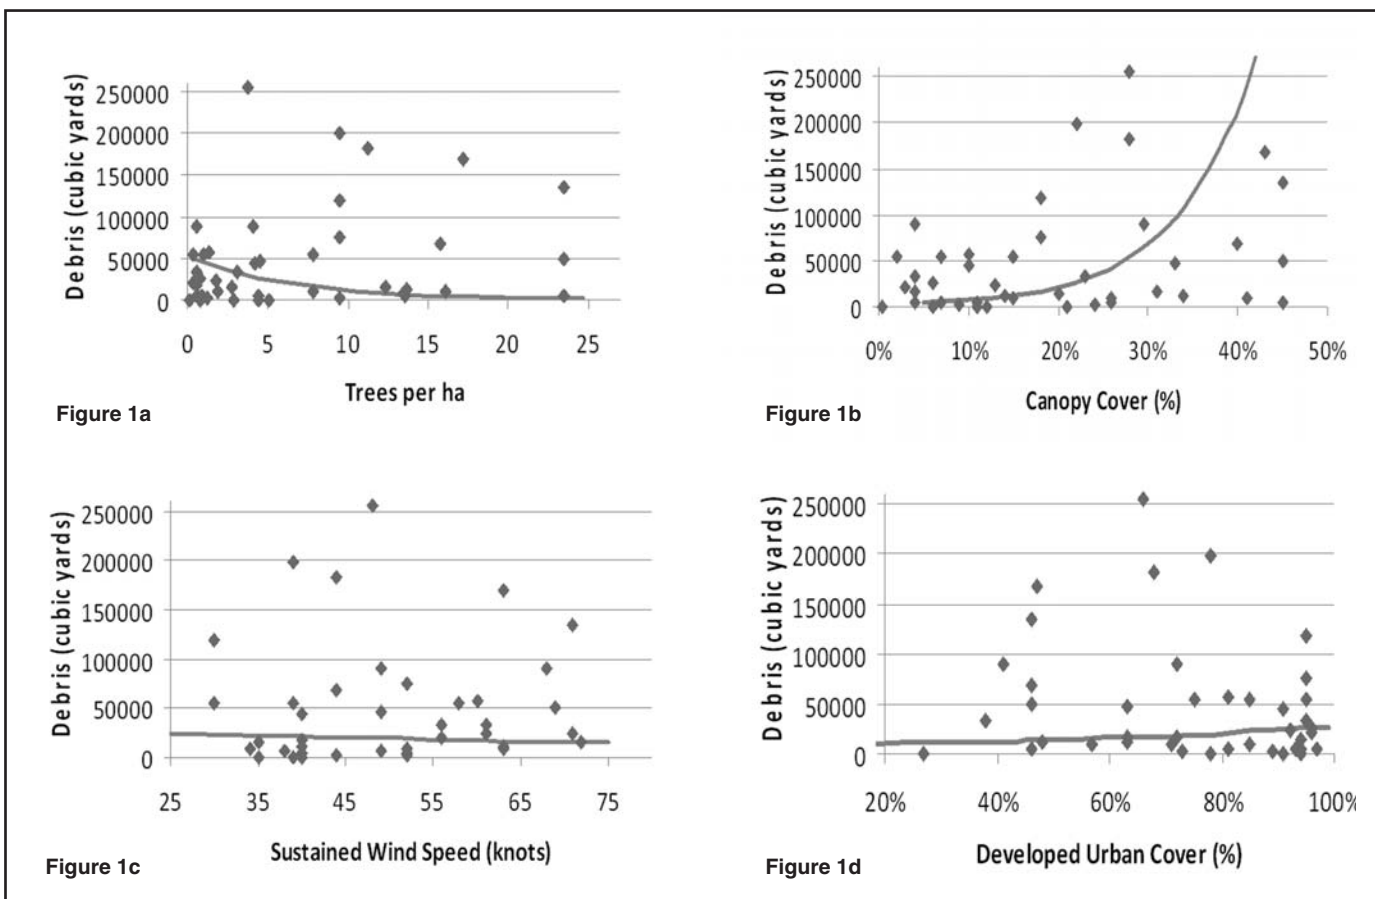 Debris (cubic yards)
250000
200000
150000
100000
50000
0
0 5 10 15 20 25
Trees per ha
Figure 1a
Debris (cubic yards)
250000
200000
150000
100000
50000
0
0% 10% 20% 30% 40% 50%
Canopy Cover (%)
Figure 1b
Debris (cubic yards)
250000
200000
150000
100000
50000
0
25 35 45 55 65 75
Sustained Wind Speed (knots)
Figure 1c
Debris (cubic yards)
250000
200000
150000
100000
50000
0
20% 40% 60% 80% 100%
Developed Urban Cover (%)
Figure 1d